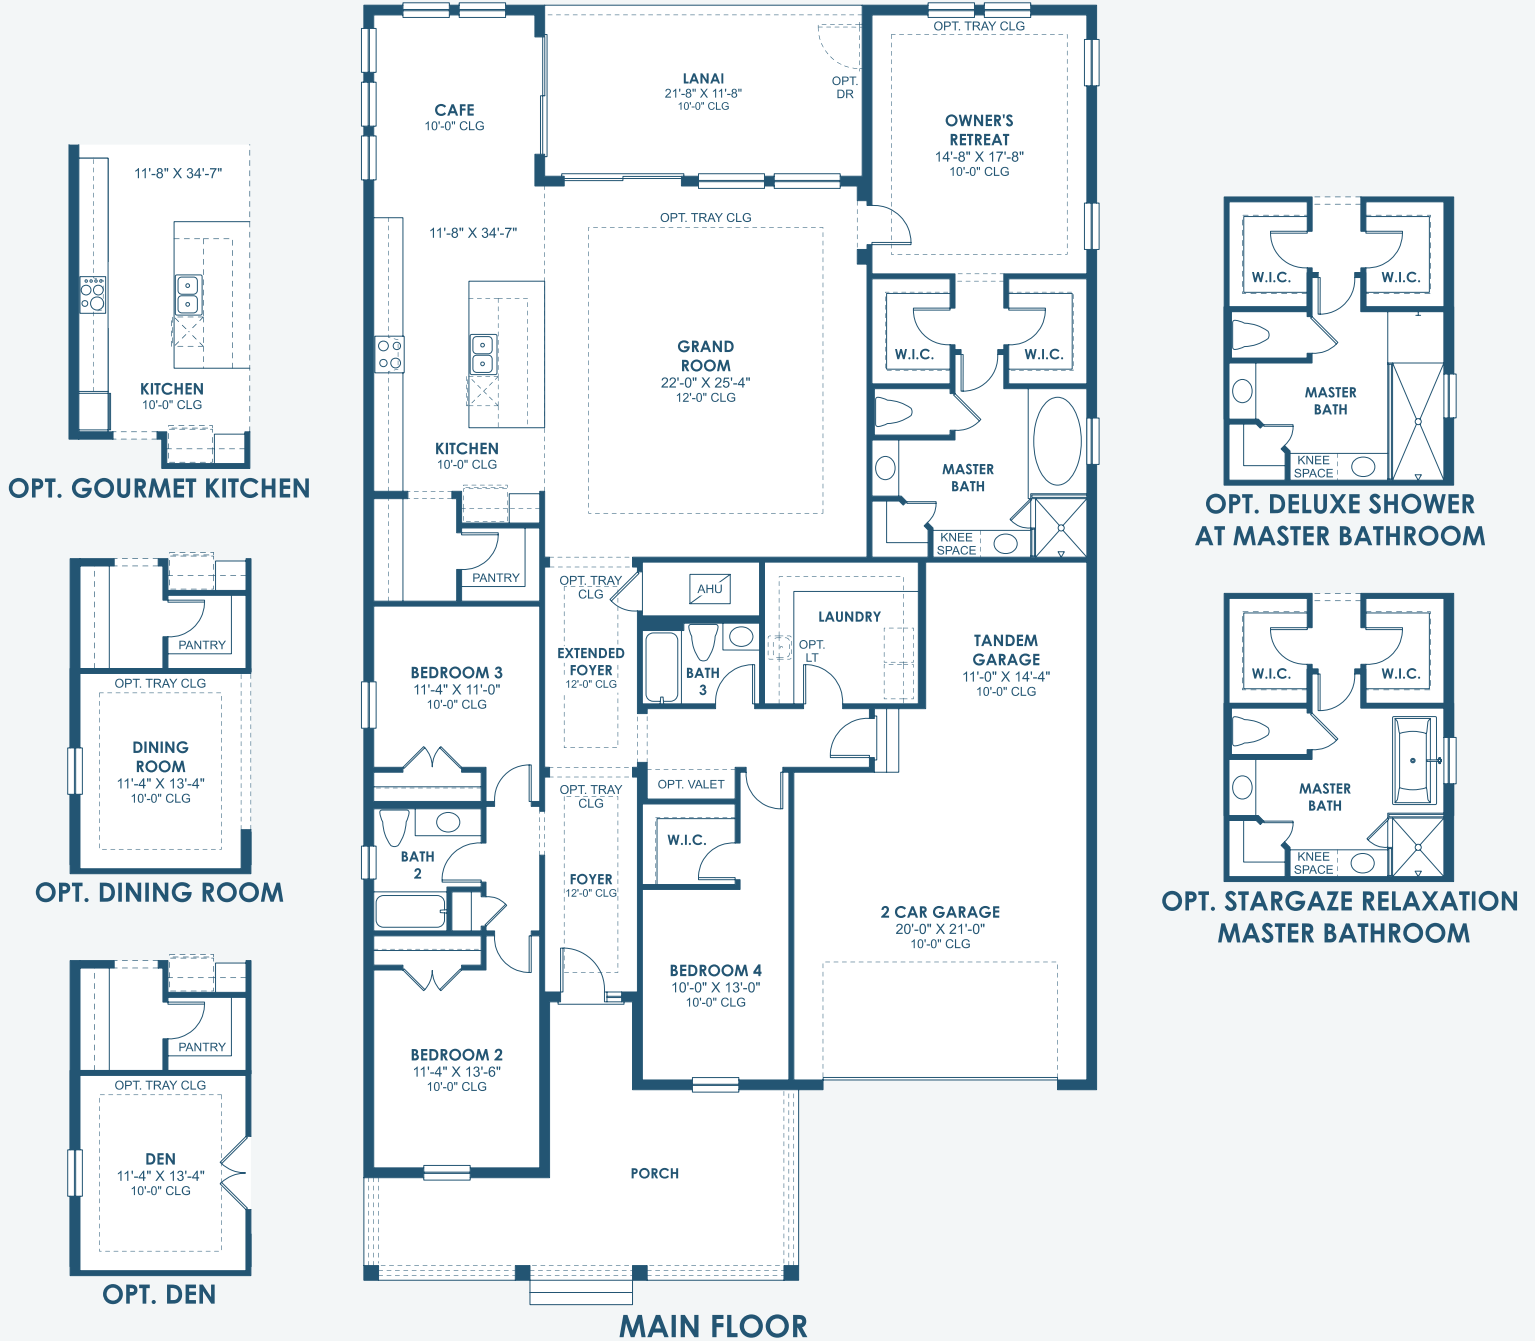 OPT. TRAY CLG
LANAI
21'-8" X 11'-8"
10'-0" CLG
OPT.
DR
CAFE
10'-0" CLG
OWNER'S
RETREAT
14'-8" X 17'-8"
10'-0" CLG
11'-8" X 34'-7"
OPT. TRAY CLG
11'-8" X 34'-7"
GRAND
ROOM
22'-0" X 25'-4"
12'-0" CLG
W.I.C.
W.I.C.
KITCHEN
10'-0" CLG
KITCHEN
10'-0" CLG
OPT. GOURMET KITCHEN
MASTER
BATH
KNEE
SPACE
W.I.C.
W.I.C.
MASTER
BATH
KNEE
SPACE
OPT. DELUXE SHOWER
AT MASTER BATHROOM
PANTRY
OPT. TRAY
CLG
AHU
LAUNDRY
OPT.
LT
TANDEM
GARAGE
11'-0" X 14'-4"
10'-0" CLG
EXTENDED
FOYER
12'-0" CLG
BATH
3
BEDROOM 3
11'-4" X 11'-0"
10'-0" CLG
PANTRY
OPT. TRAY CLG
DINING
ROOM
11'-4" X 13'-4"
10'-0" CLG
OPT. DINING ROOM
OPT. VALET
OPT. TRAY
CLG
W.I.C.
BATH
2
FOYER
12'-0" CLG
2 CAR GARAGE
20'-0" X 21'-0"
10'-0" CLG
W.I.C.
W.I.C.
MASTER
BATH
KNEE
SPACE
OPT. STARGAZE RELAXATION
MASTER BATHROOM
BEDROOM 4
10'-0" X 13'-0"
10'-0" CLG
BEDROOM 2
11'-4" X 13'-6"
10'-0" CLG
PANTRY
OPT. TRAY CLG
DEN
11'-4" X 13'-4"
10'-0" CLG
OPT. DEN
PORCH
MAIN FLOOR